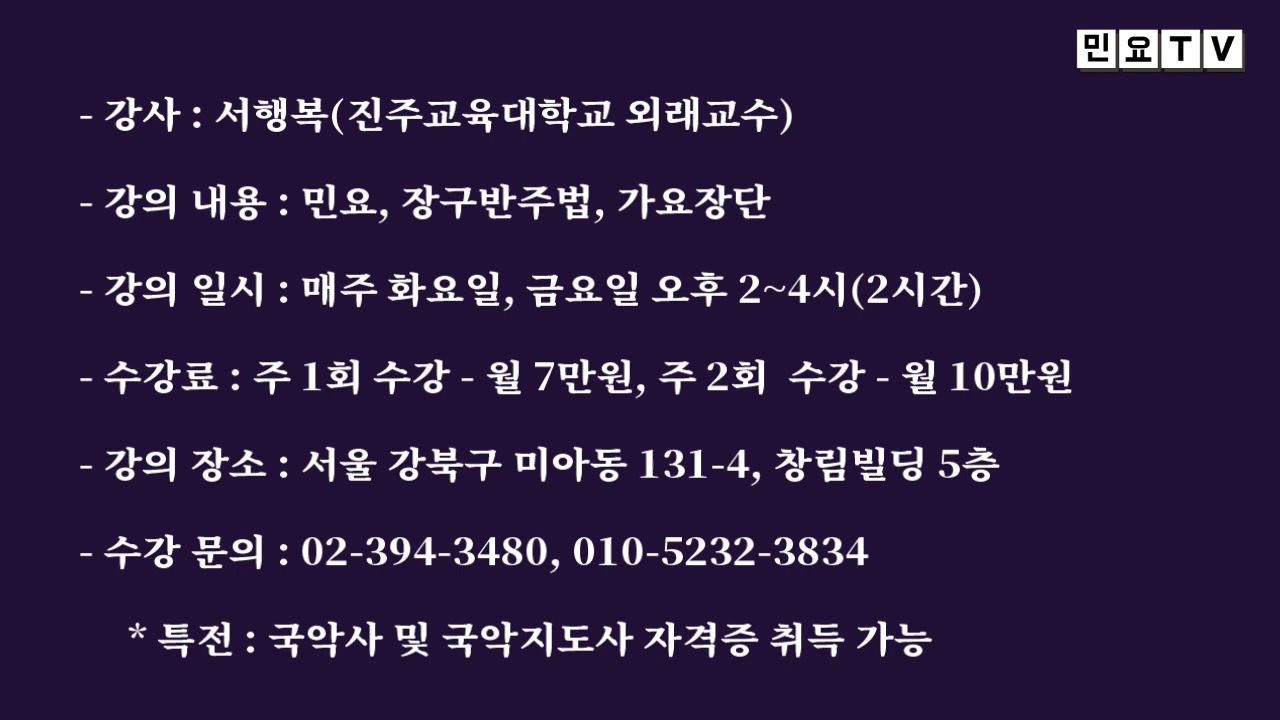 민요TV
- 강사 : 서행복(진주교육대학교 외래교수)
- 강의 내용 : 민요, 장구반주법, 가요장단
- 강의 일시 : 매주 화요일, 금요일 오후 2~4시(2시간)
- 수강료 : 주 1회 수강 - 월 7만원, 주 2회 수강 - 월 10만원
- 강의 장소 : 서울 강북구 미아동 131-4, 창림빌딩 5층
- 수강 문의 : 02-394-3480, 010-5232-3834
* 특전 : 국악사 및 국악지도사 자격증 취득 가능